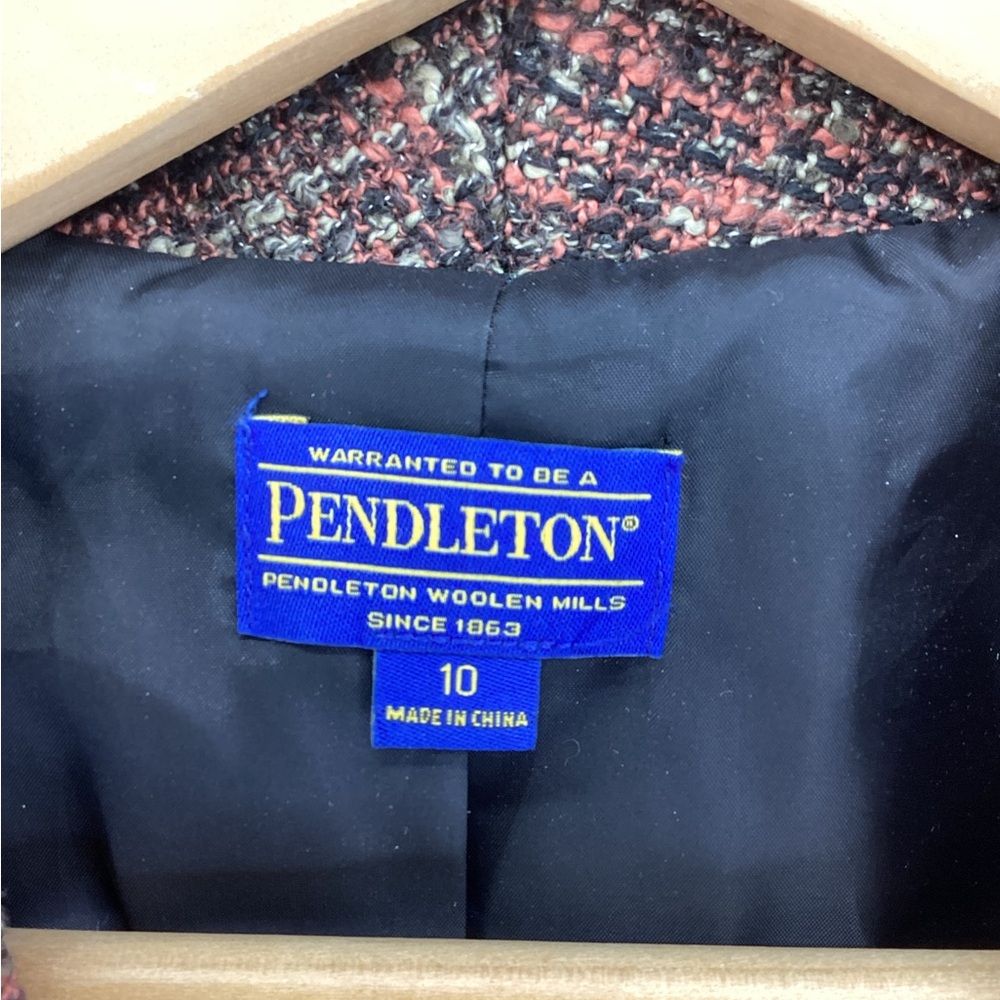 WARRANTED TO BE A
PENDLETON®
PENDLETON WOOLEN MILLS
SINCE 1863
10
MADE IN CHINA